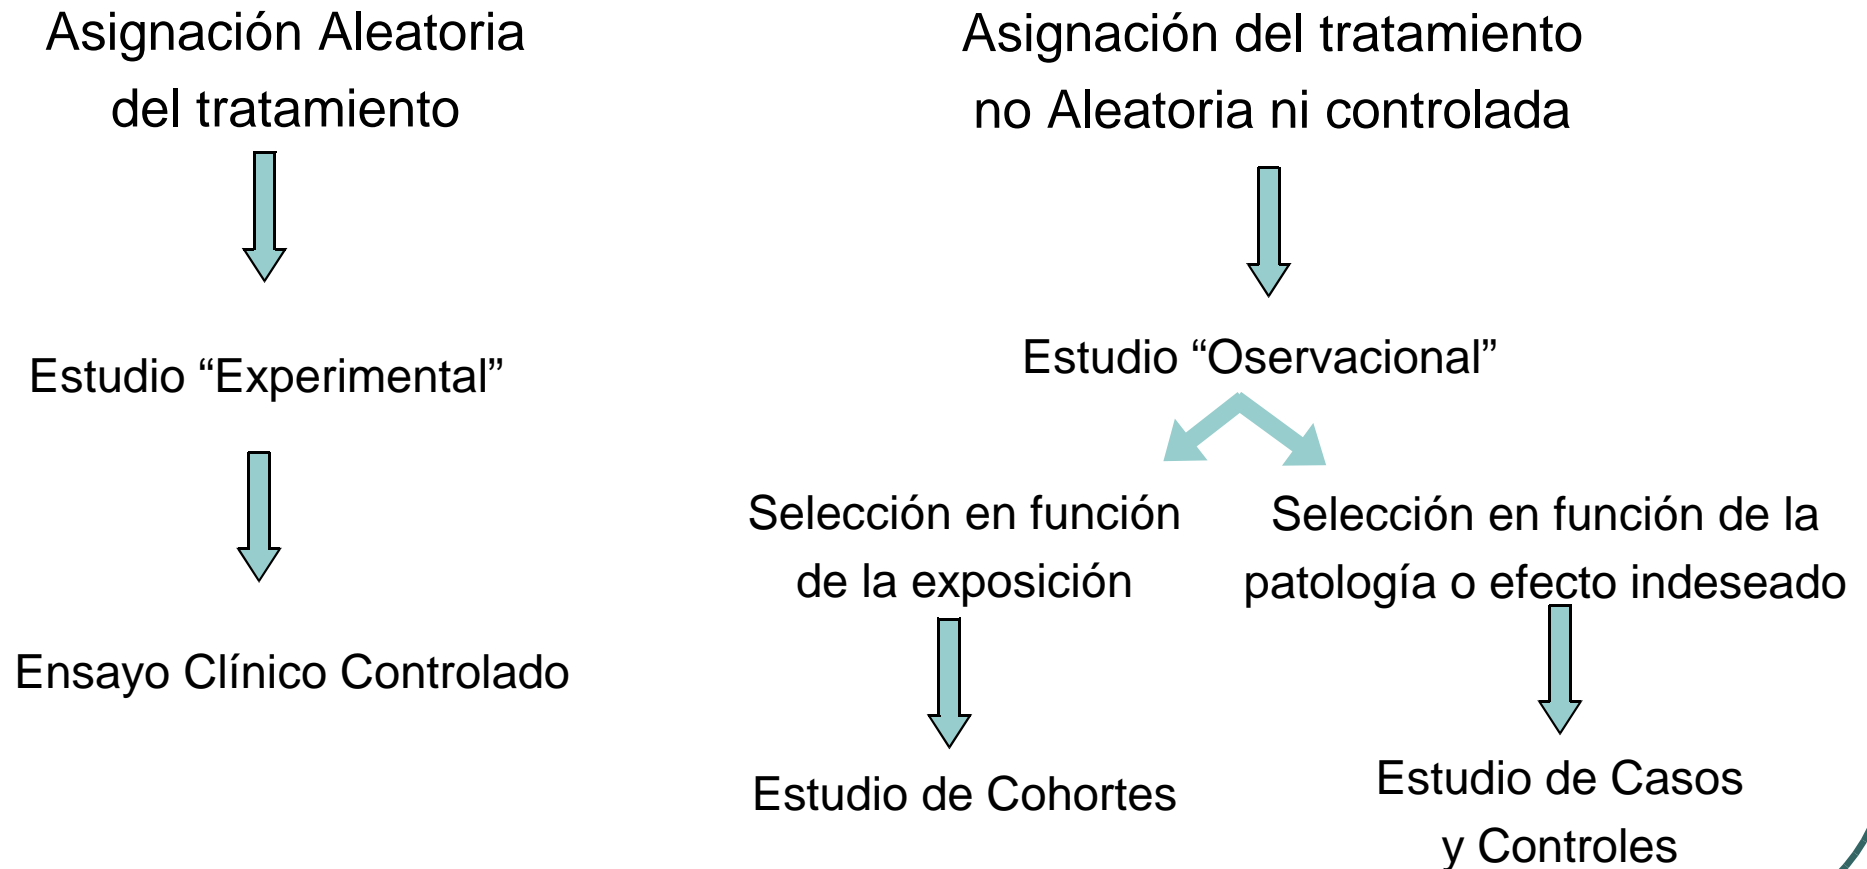 Asignación Aleatoria
del tratamiento
Estudio “Experimental”
Ensayo Clínico Controlado
Asignación del tratamiento
no Aleatoria ni controlada
Estudio “Oservacional”
Selección en función
de la exposición
Estudio de Cohortes
Selección en función de la
patología o efecto indeseado
Estudio de Casos
y Controles